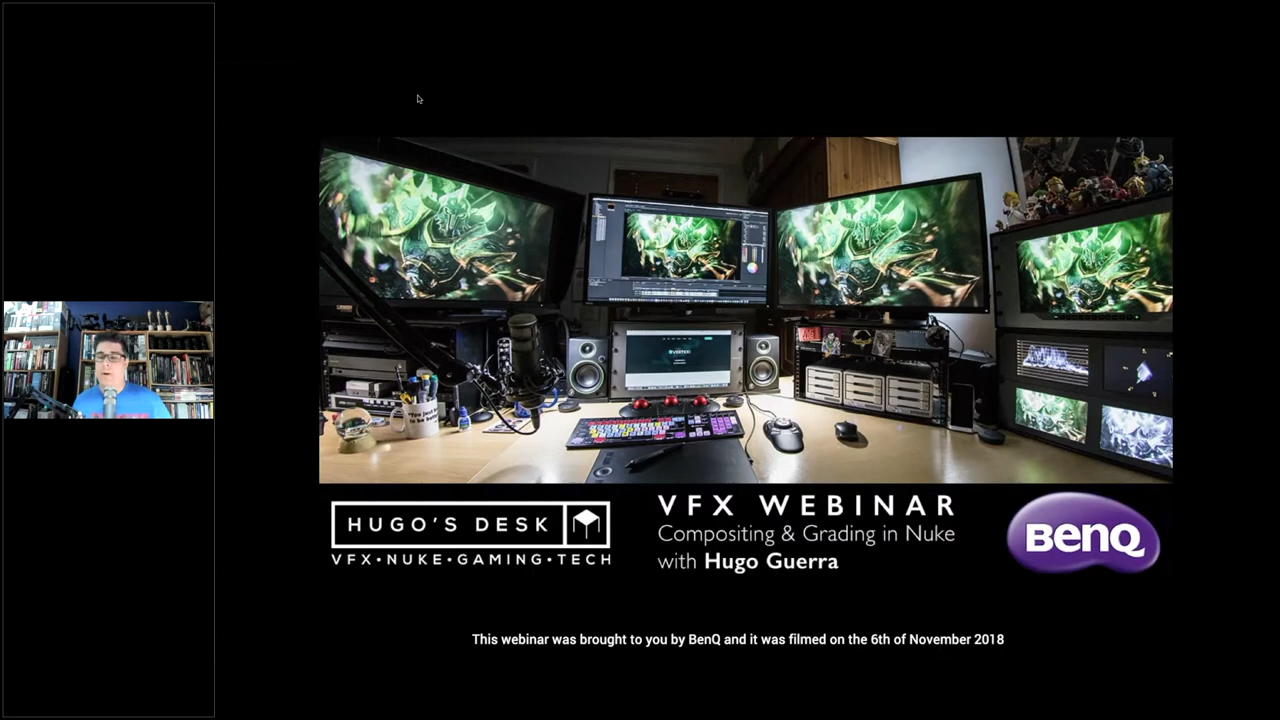 HUGO'S DESK
VFX•NUKE•GAMING•TECH
VFX WEBINAR
Compositing & Grading in Nuke
with Hugo Guerra
BenQ
This webinar was brought to you by BenQ and it was filmed on the 6th of November 2018